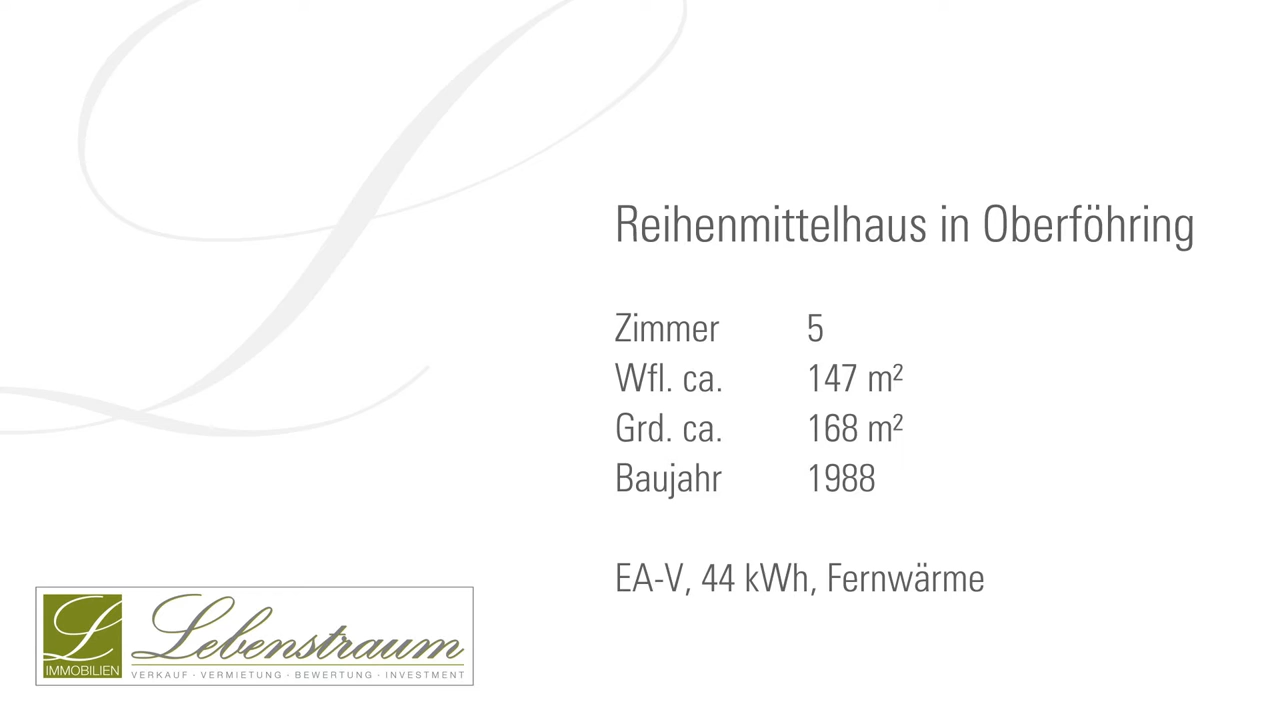 Reihenmittelhaus in Oberföhring
Zimmer 5
Wfl. ca. 147 m²
Grd. ca. 168 m²
Baujahr 1988
EA-V, 44 kWh, Fernwärme
L
IMMOBILIEN
Lebenstraum
VERKAUF · VERMIETUNG · BEWERTUNG · INVESTMENT